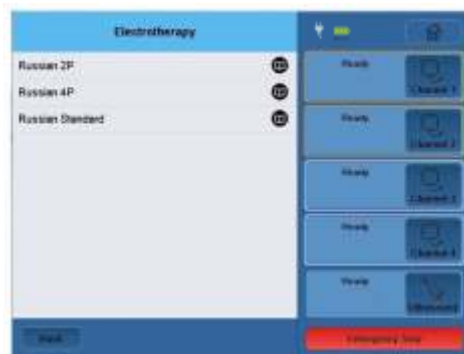 Electrotherapy
Russian 2P
Russian 4P
Russian Standard
Ready
Channel 1
Ready
Channel 2
Ready
Channel 3
Ready
Channel 4
Ready
Ultrasound
Back
Emergency Stop